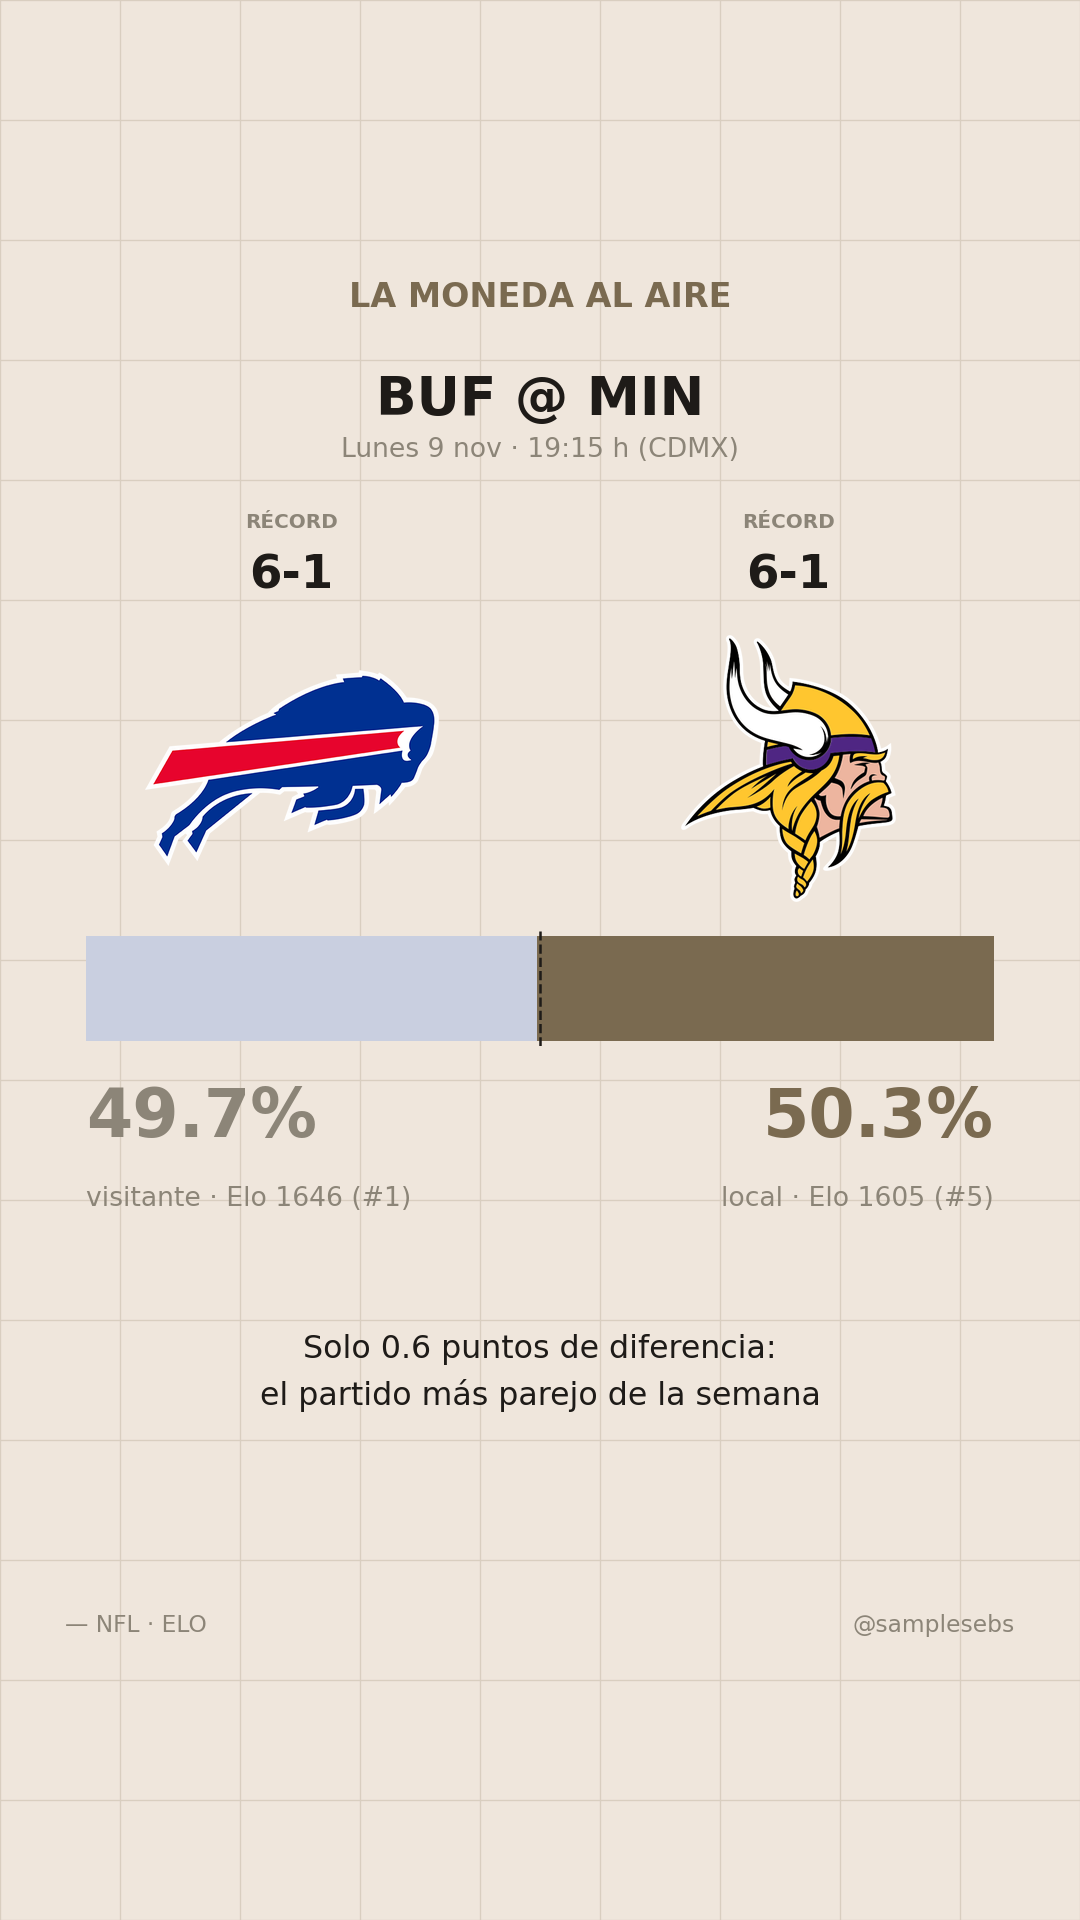 LA MONEDA AL AIRE
BUF @ MIN
Lunes 9 nov · 19:15 h (CDMX)
RÉCORD
6-1
RÉCORD
6-1
49.7%
50.3%
visitante · Elo 1646 (#1)
local · Elo 1605 (#5)
Solo 0.6 puntos de diferencia:
el partido más parejo de la semana
— NFL · ELO
@samplesebs